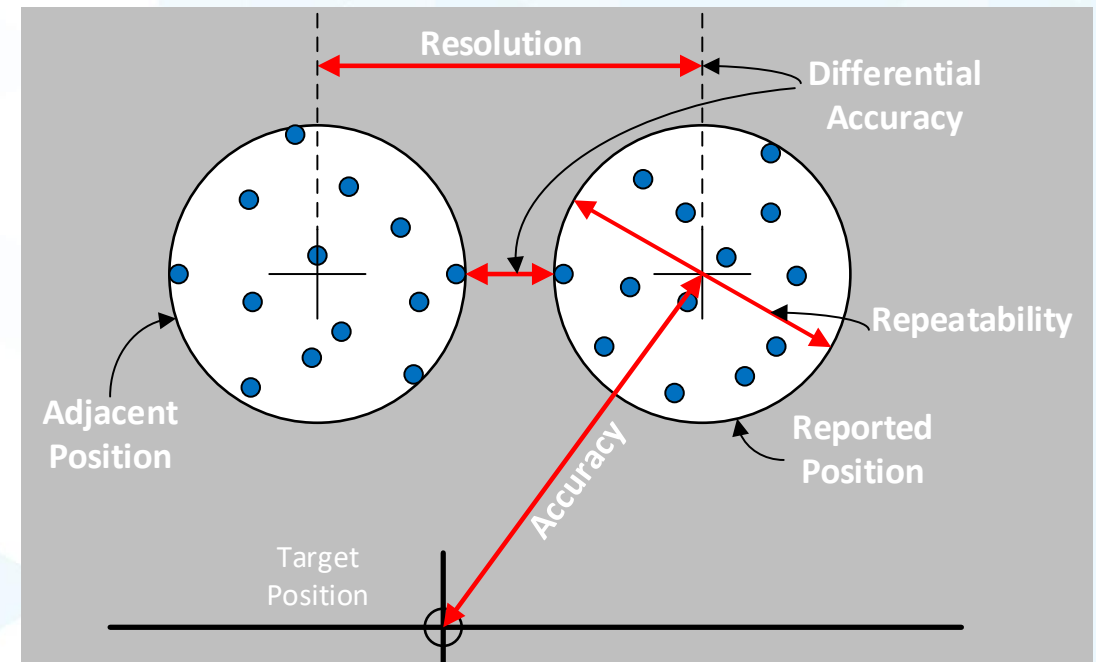 Resolution
Differential
Accuracy
Repeatability
Adjacent
Position
Reported
Position
Accuracy
Target
Position